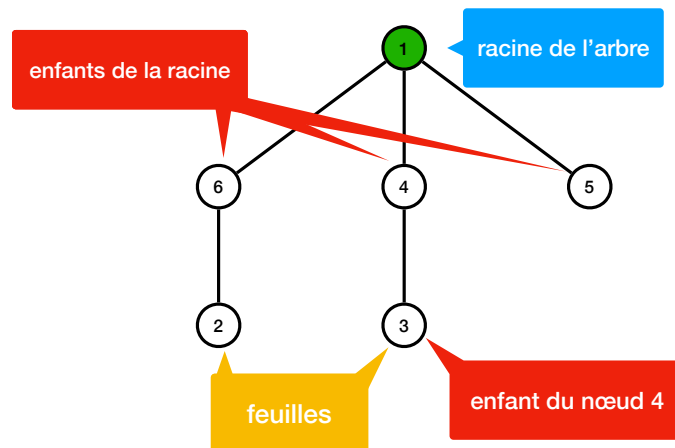 1
racine de l'arbre
enfants de la racine
6
4
5
2
3
feuilles
enfant du nœud 4